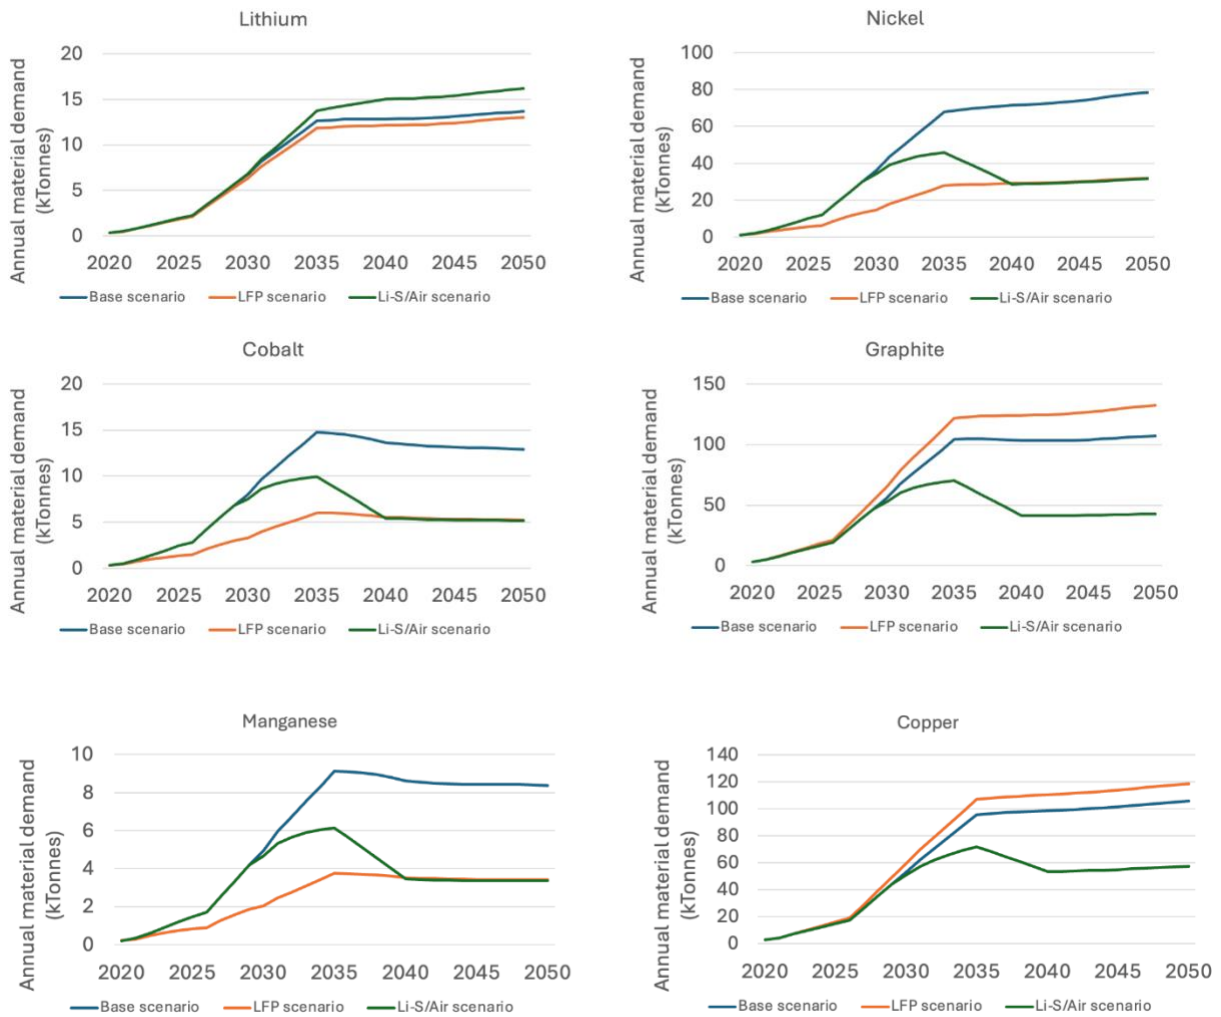 Lithium
Annual material demand
(kTonnes)
20
15
10
5
0
2020 2025 2030 2035 2040 2045 2050
Base scenario LFP scenario Li-S/Air scenario
Nickel
Annual material demand
(kTonnes)
100
80
60
40
20
0
2020 2025 2030 2035 2040 2045 2050
Base scenario LFP scenario Li-S/Air scenario
Cobalt
Annual material demand
(kTonnes)
20
15
10
5
0
2020 2025 2030 2035 2040 2045 2050
Base scenario LFP scenario Li-S/Air scenario
Graphite
Annual material demand
(kTonnes)
150
100
50
0
2020 2025 2030 2035 2040 2045 2050
Base scenario LFP scenario Li-S/Air scenario
Manganese
Annual material demand
(kTonnes)
10
8
6
4
2
0
2020 2025 2030 2035 2040 2045 2050
Base scenario LFP scenario Li-S/Air scenario
Copper
Annual material demand
(kTonnes)
140
120
100
80
60
40
20
0
2020 2025 2030 2035 2040 2045 2050
Base scenario LFP scenario Li-S/Air scenario